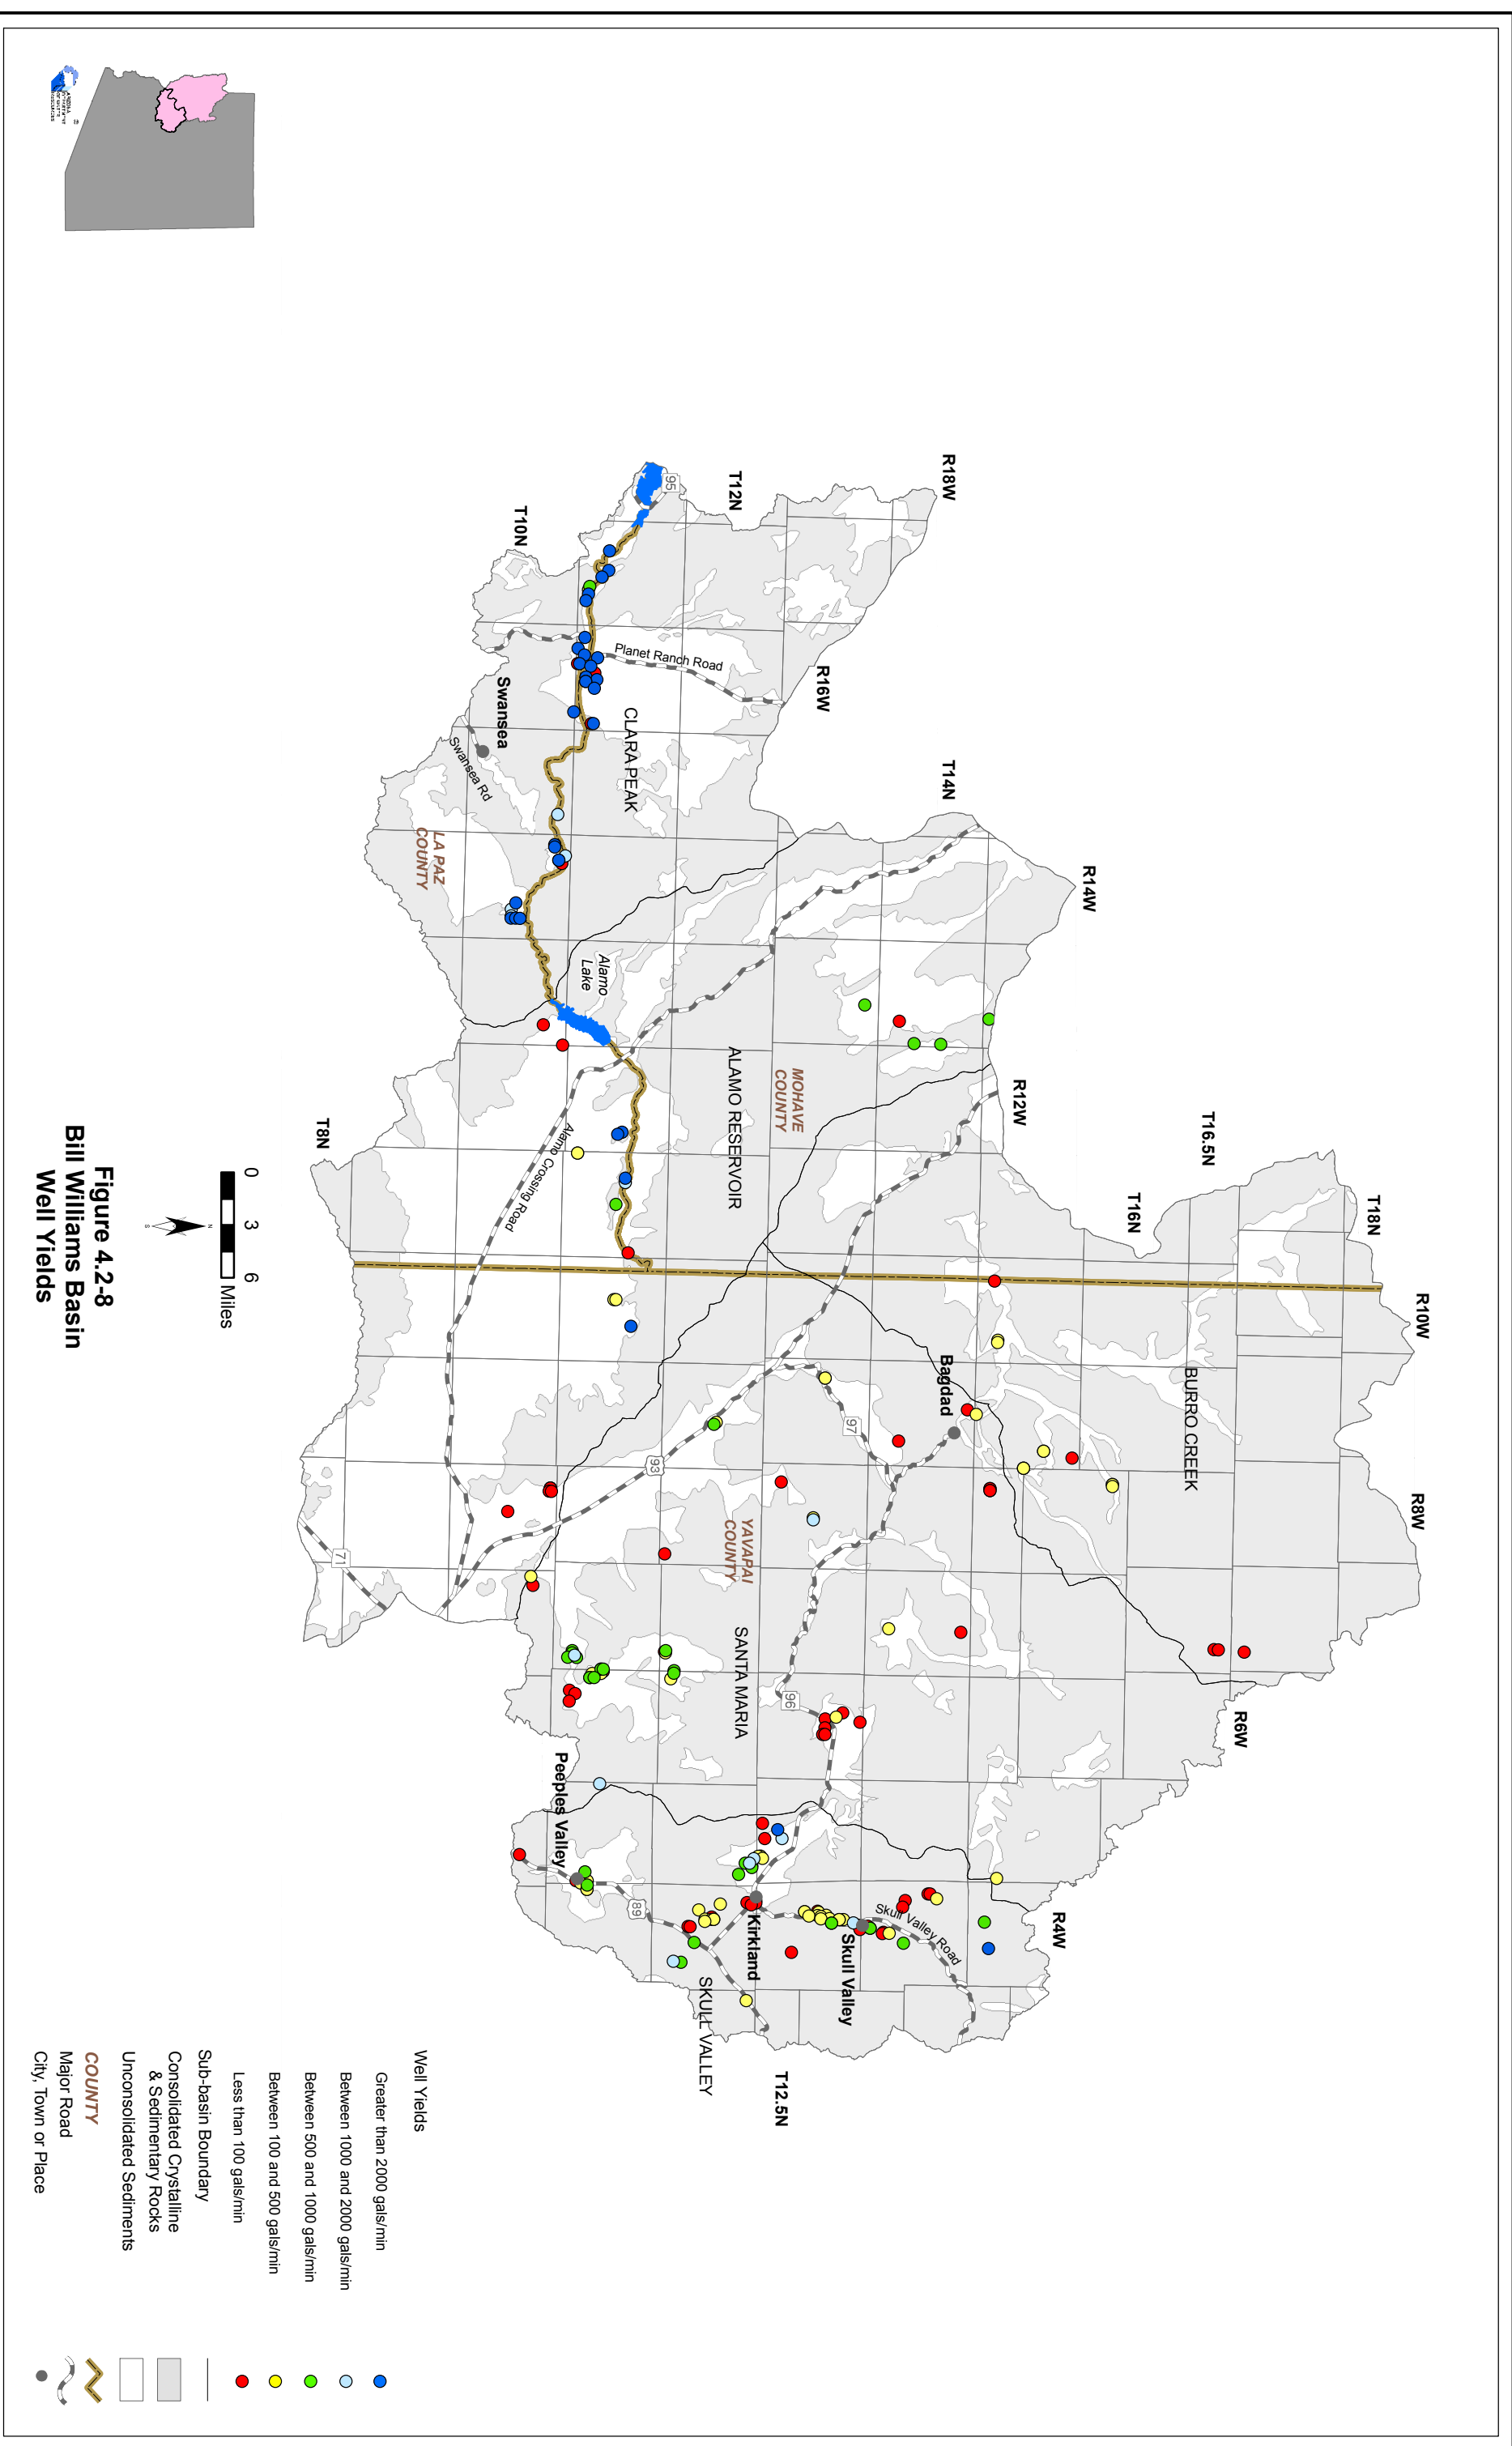 R18W
95
T12N
T10N
Planet Ranch Road
R16W
Swansea
CLARA PEAK
Swansea Rd
T14N
LA PAZ
COUNTY
R14W
Alamo
Lake
ALAMO RESERVOIR
MOHAVE
COUNTY
R12W
T16.5N
T8N
Alamo Crossing Road
T16N
T18N
R10W
Bagdad
BURRO CREEK
97
93
R8W
YAVAPAI
COUNTY
71
SANTA MARIA
96
R6W
Peeples Valley
89
Kirkland
Skull Valley
Skull Valley Road
R4W
SKULL VALLEY
T12.5N
0 3 6
Miles
N
S
Figure 4.2-8
Bill Williams Basin
Well Yields
Well Yields
Greater than 2000 gals/min
Between 1000 and 2000 gals/min
Between 500 and 1000 gals/min
Between 100 and 500 gals/min
Less than 100 gals/min
Sub-basin Boundary
Consolidated Crystalline
& Sedimentary Rocks
Unconsolidated Sediments
COUNTY
Major Road
City, Town or Place